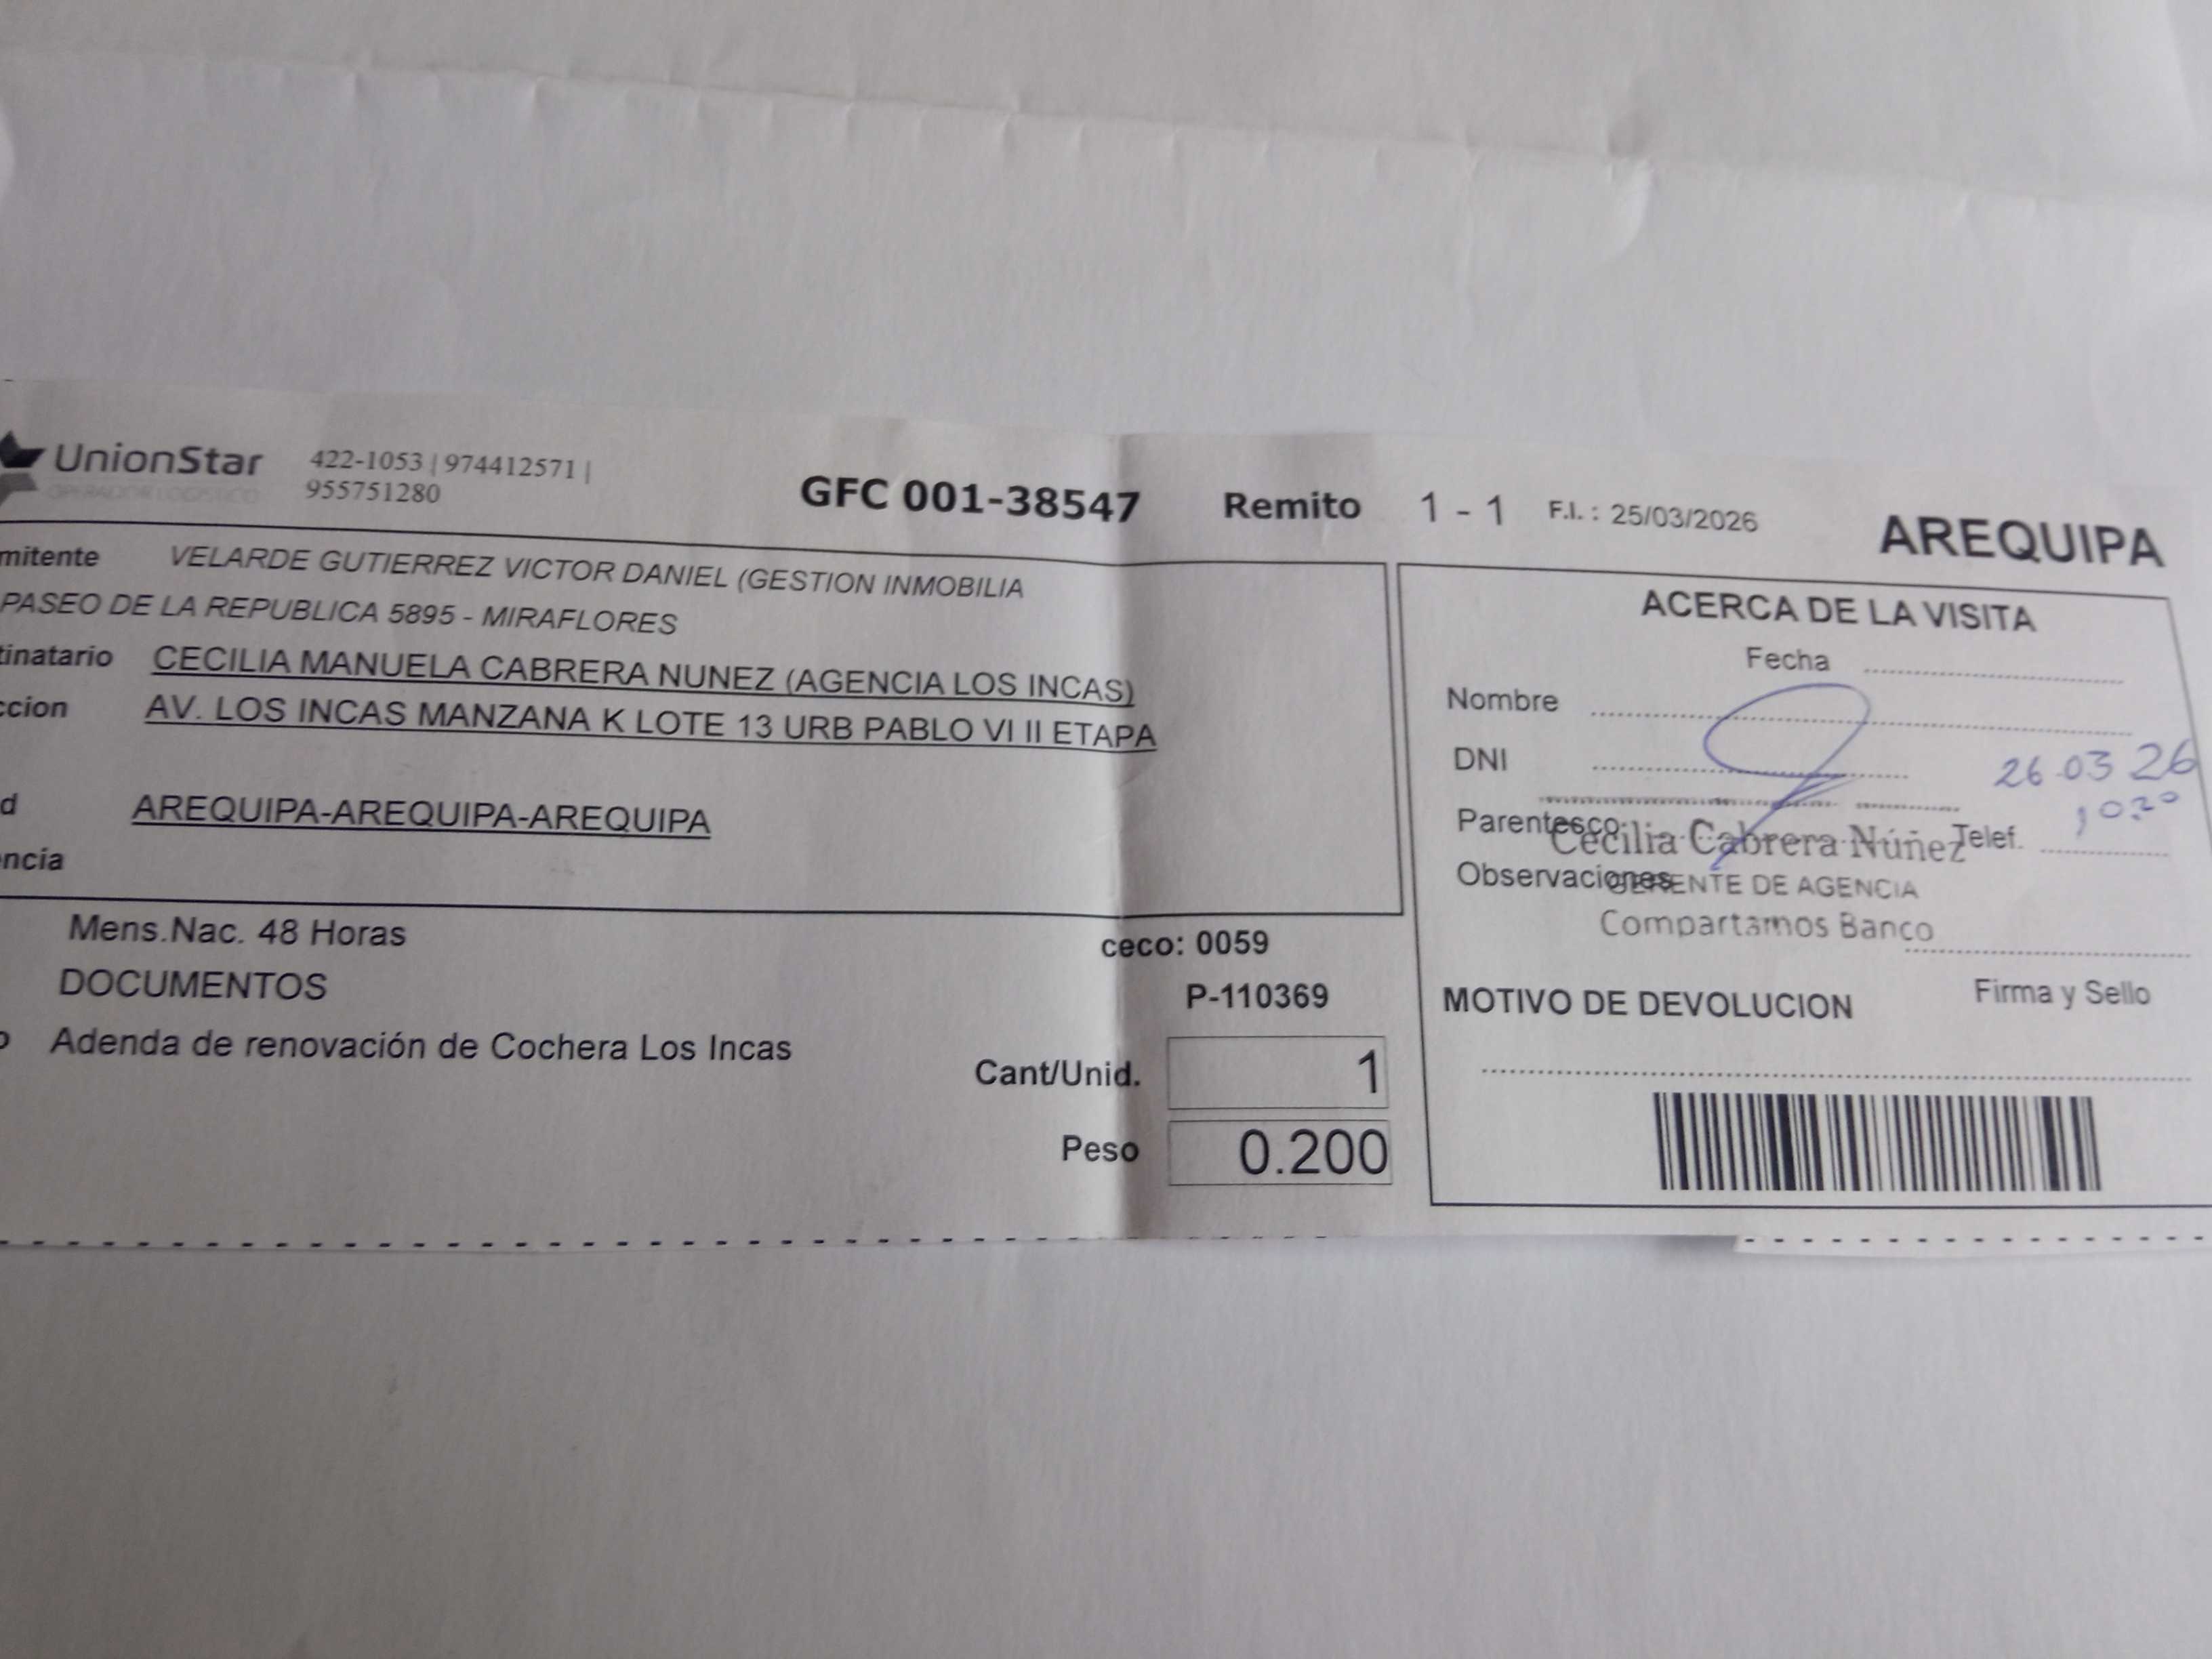 UnionStar
OPERADOR LOGISTICO
422-1053 | 974412571 |
955751280
GFC 001-38547
Remito 1 - 1
F.I. : 25/03/2026
AREQUIPA
mitente VELARDE GUTIERREZ VICTOR DANIEL (GESTION INMOBILIA
PASEO DE LA REPUBLICA 5895 - MIRAFLORES
tinatario CECILIA MANUELA CABRERA NUNEZ (AGENCIA LOS INCAS)
ccion AV. LOS INCAS MANZANA K LOTE 13 URB PABLO VI II ETAPA
d AREQUIPA-AREQUIPA-AREQUIPA
ncia
Mens.Nac. 48 Horas
ceco: 0059
DOCUMENTOS
P-110369
o Adenda de renovación de Cochera Los Incas
Cant/Unid. 1
Peso 0.200
ACERCA DE LA VISITA
Fecha
Nombre
DNI
26 03 26
Parentesco
Telef.
Cecilia Cabrera Núñez
Observaciones
GERENTE DE AGENCIA
Compartamos Banco
Firma y Sello
MOTIVO DE DEVOLUCION